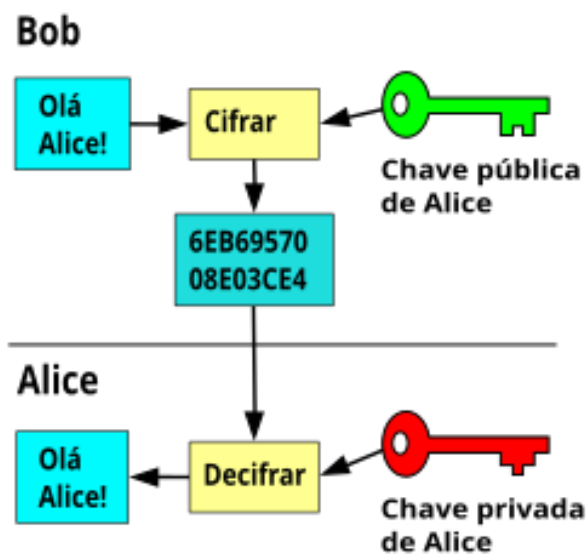 Bob
Olá
Alice!
Cifrar
Chave pública
de Alice
6EB69570
08E03CE4
Alice
Olá
Alice!
Decifrar
Chave privada
de Alice